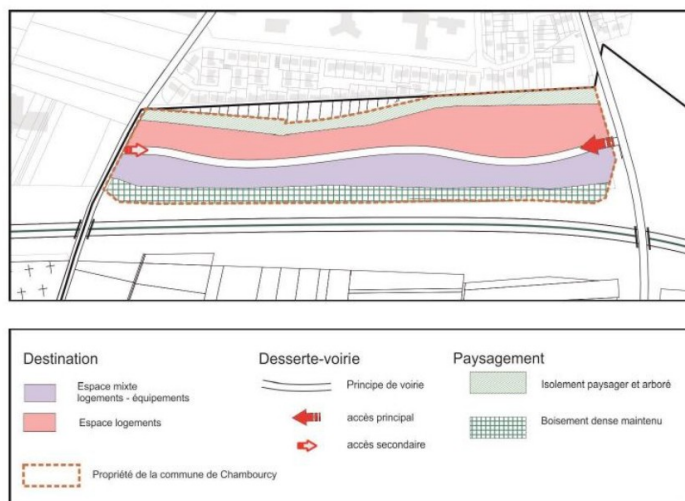 Destination
Espace mixte
logements - équipements
Espace logements
Propriété de la commune de Chambourcy
Desserte-voirie
Principe de voirie
accès principal
accès secondaire
Paysagement
Isolement paysager et arboré
Boisement dense maintenu